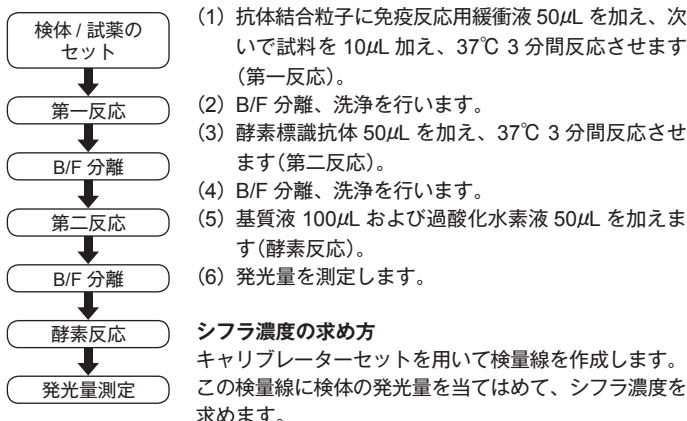 検体 / 試薬の
セット
第一反応
B/F 分離
第二反応
B/F 分離
酵素反応
発光量測定
(1) 抗体結合粒子に免疫反応用緩衝液 50μL を加え、次
いで試料を 10μL 加え、37℃ 3 分間反応させます
(第一反応)。
(2) B/F 分離、洗浄を行います。
(3) 酵素標識抗体 50μL を加え、37℃ 3 分間反応させ
ます(第二反応)。
(4) B/F 分離、洗浄を行います。
(5) 基質液 100μL および過酸化水素液 50μL を加えま
す(酵素反応)。
(6) 発光量を測定します。
シフラ濃度の求め方
キャリブレーターセットを用いて検量線を作成します。
この検量線に検体の発光量を当てはめて、シフラ濃度を
求めます。